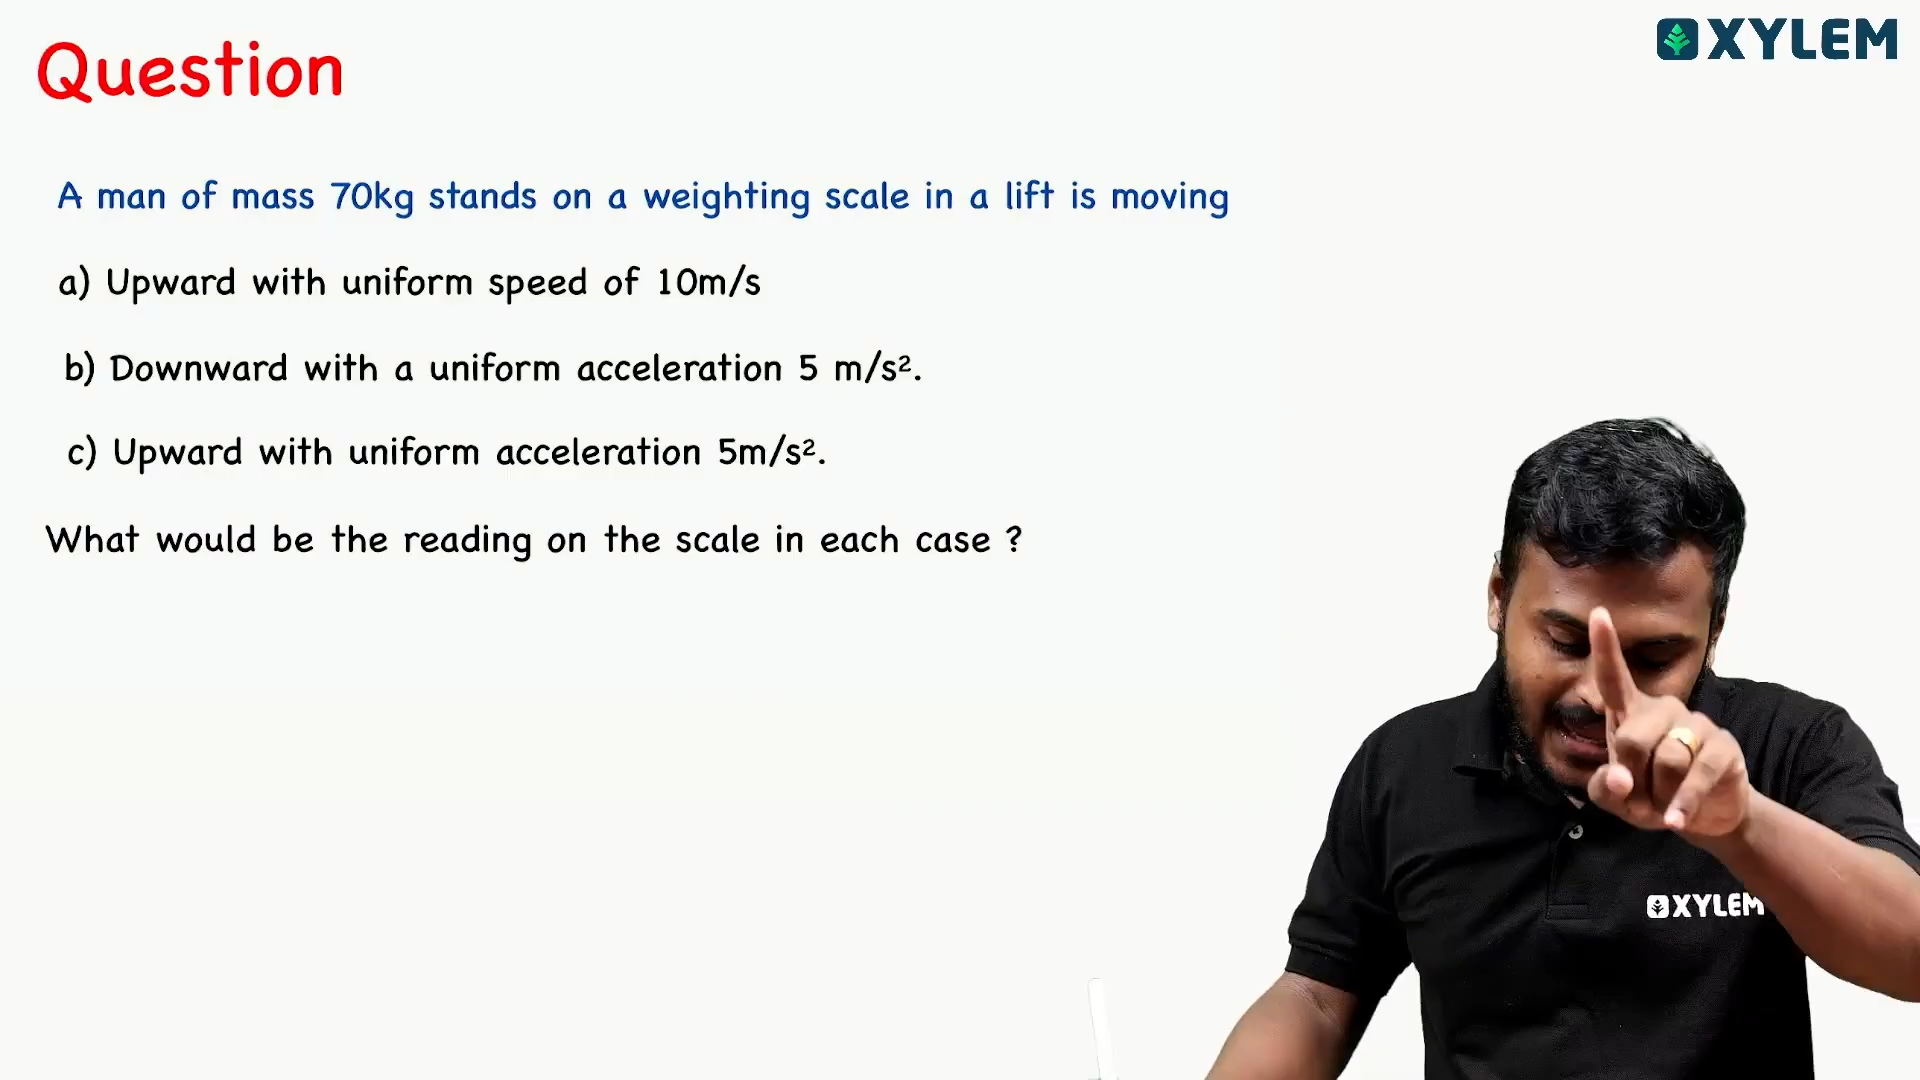 Question
XYLEM
A man of mass 70kg stands on a weighting scale in a lift is moving
a) Upward with uniform speed of 10m/s
b) Downward with a uniform acceleration 5 m/s².
c) Upward with uniform acceleration 5m/s².
What would be the reading on the scale in each case ?
XYLEM